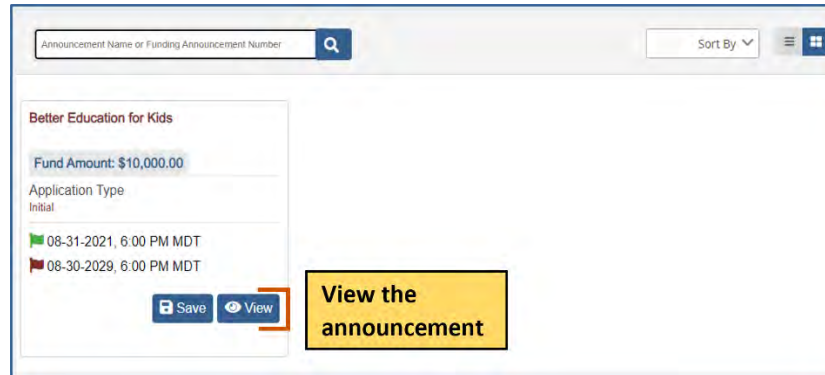 Announcement Name or Funding Announcement Number
Sort By
Better Education for Kids
Fund Amount: $10,000.00
Application Type
Initial
08-31-2021, 6:00 PM MDT
08-30-2029, 6:00 PM MDT
Save View
View the
announcement